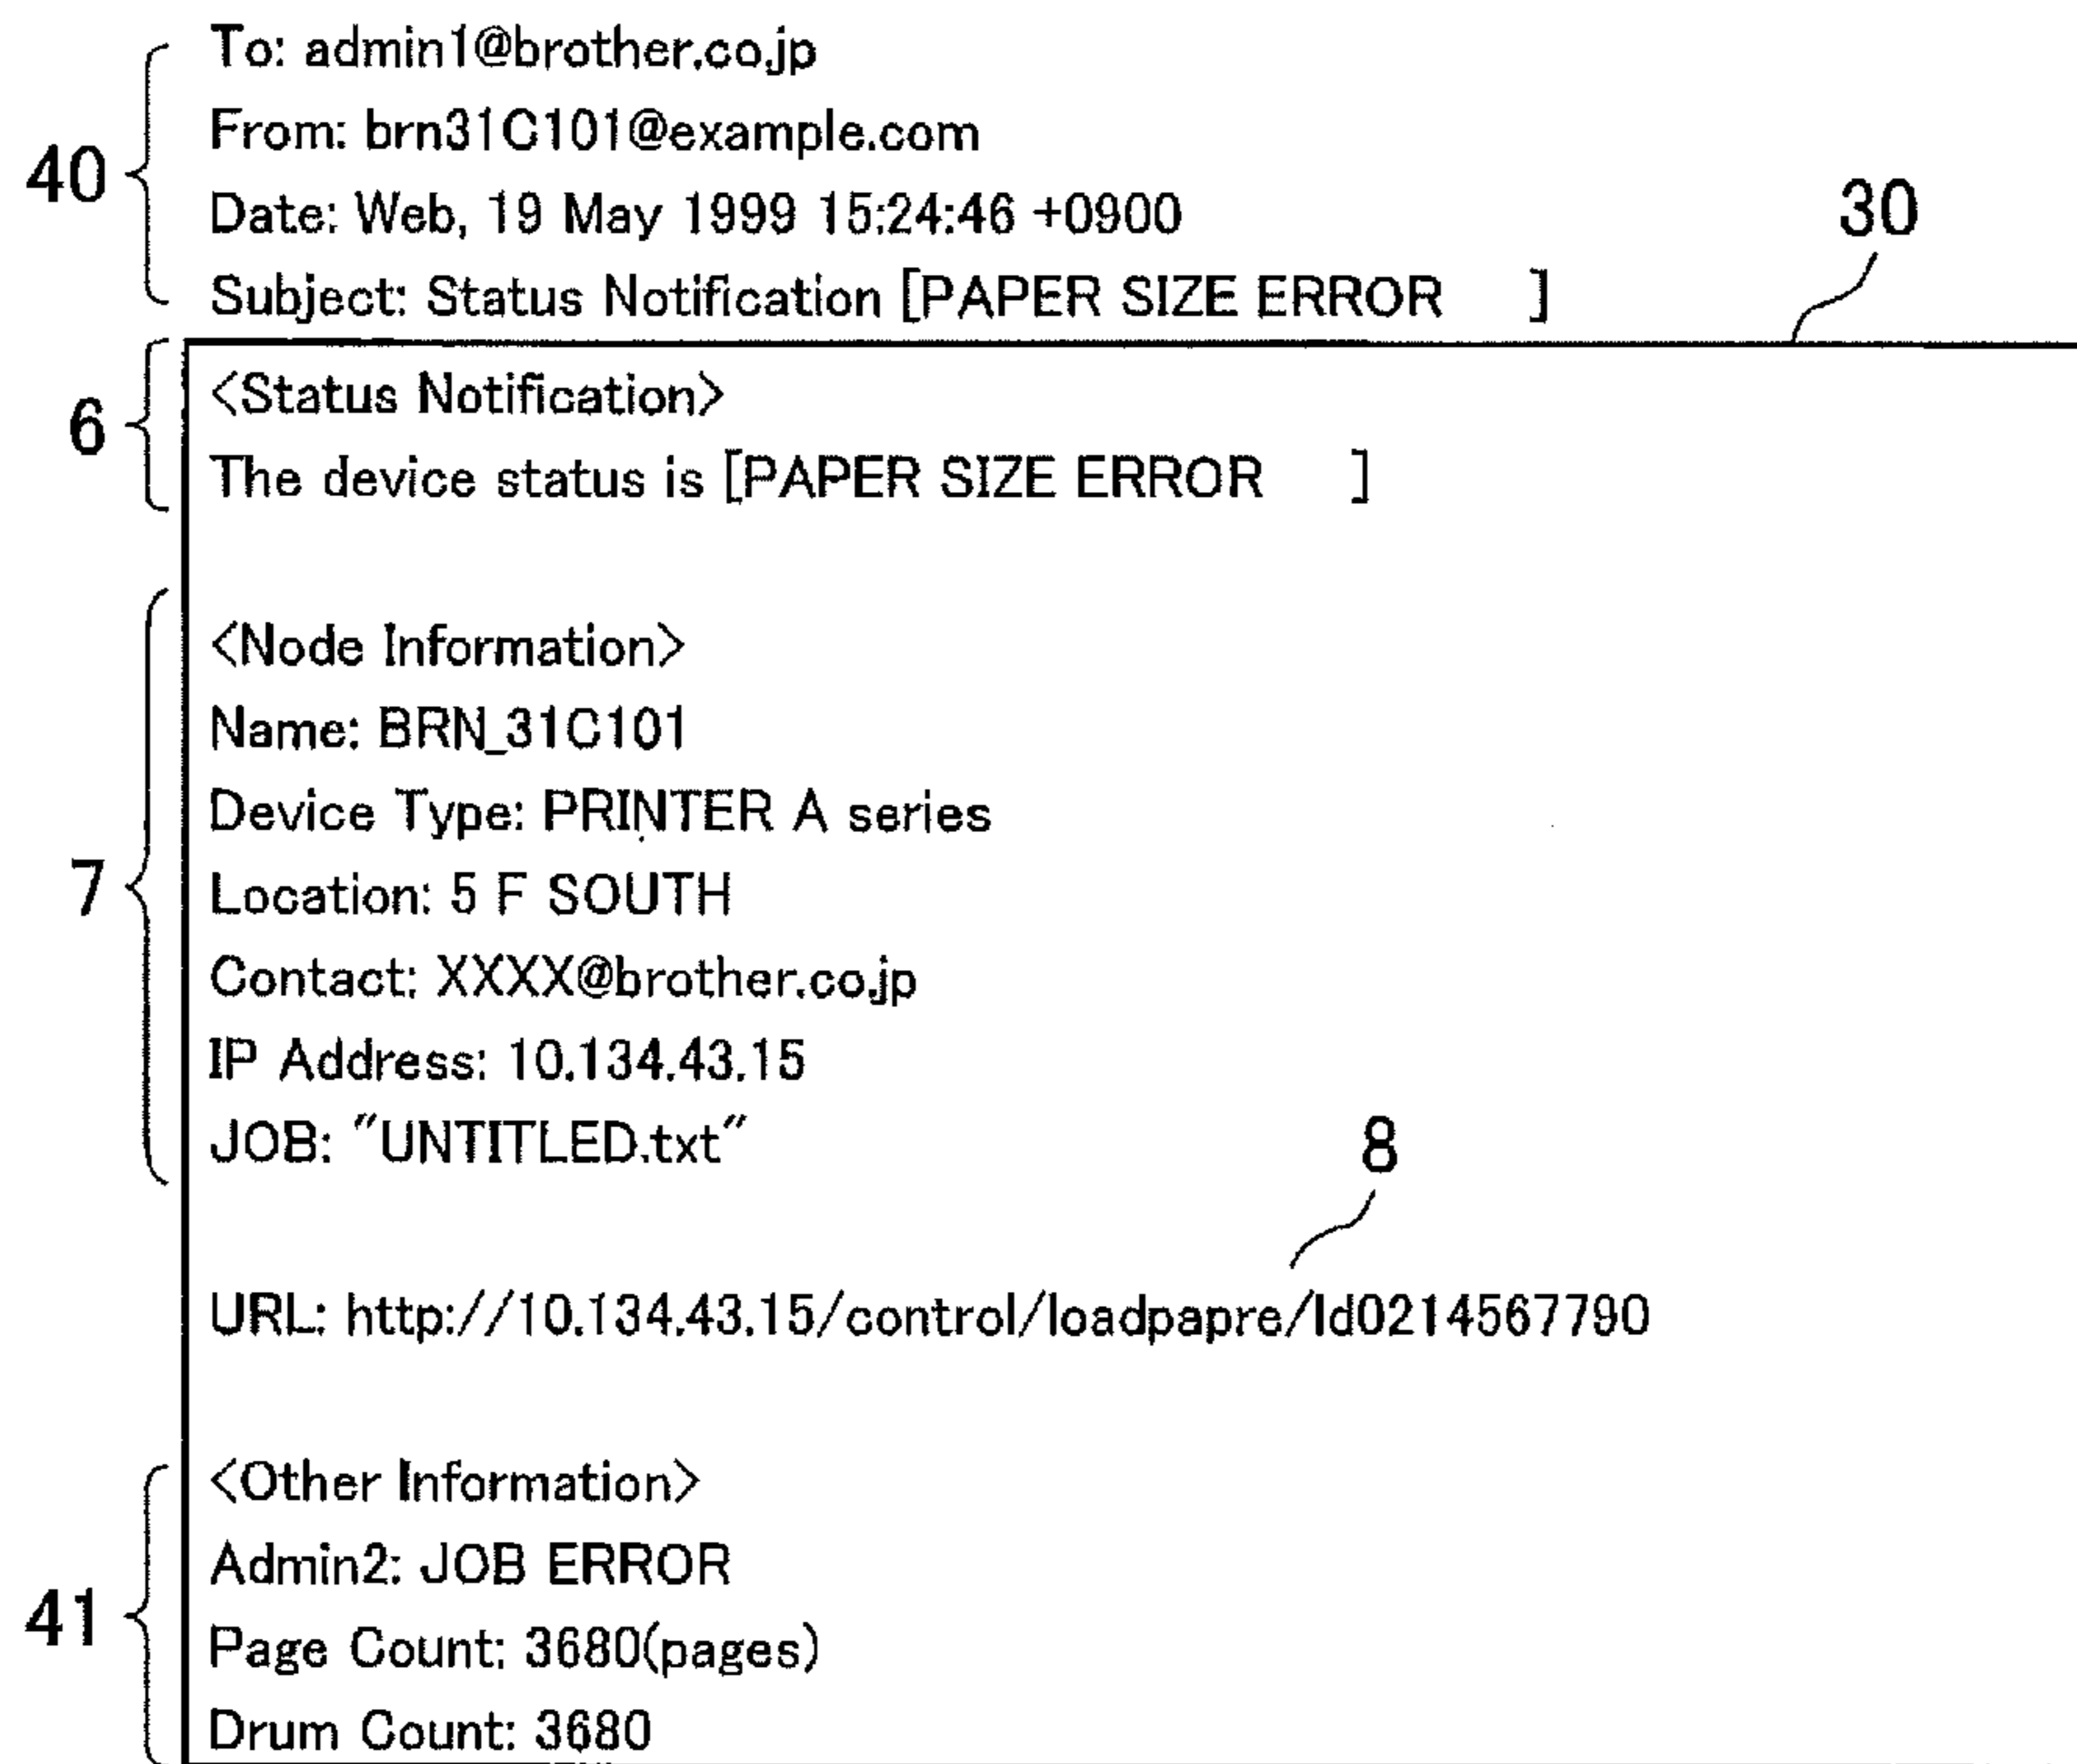 To: admin1@brother.co.jp
From: brn31C101@example.com
40
Date: Web, 19 May 1999 15:24:46 +0900
30
Subject: Status Notification [PAPER SIZE ERROR ]
<Status Notification>
6
The device status is [PAPER SIZE ERROR ]
<Node Information>
Name: BRN_31C101
Device Type: PRINTER A series
7
Location: 5 F SOUTH
Contact: XXXX@brother.co.jp
IP Address: 10.134.43.15
JOB: "UNTITLED.txt"
8
URL: http://10.134.43.15/control/loadpapre/Id0214567790
<Other Information>
Admin2: JOB ERROR
41
Page Count: 3680(pages)
Drum Count: 3680